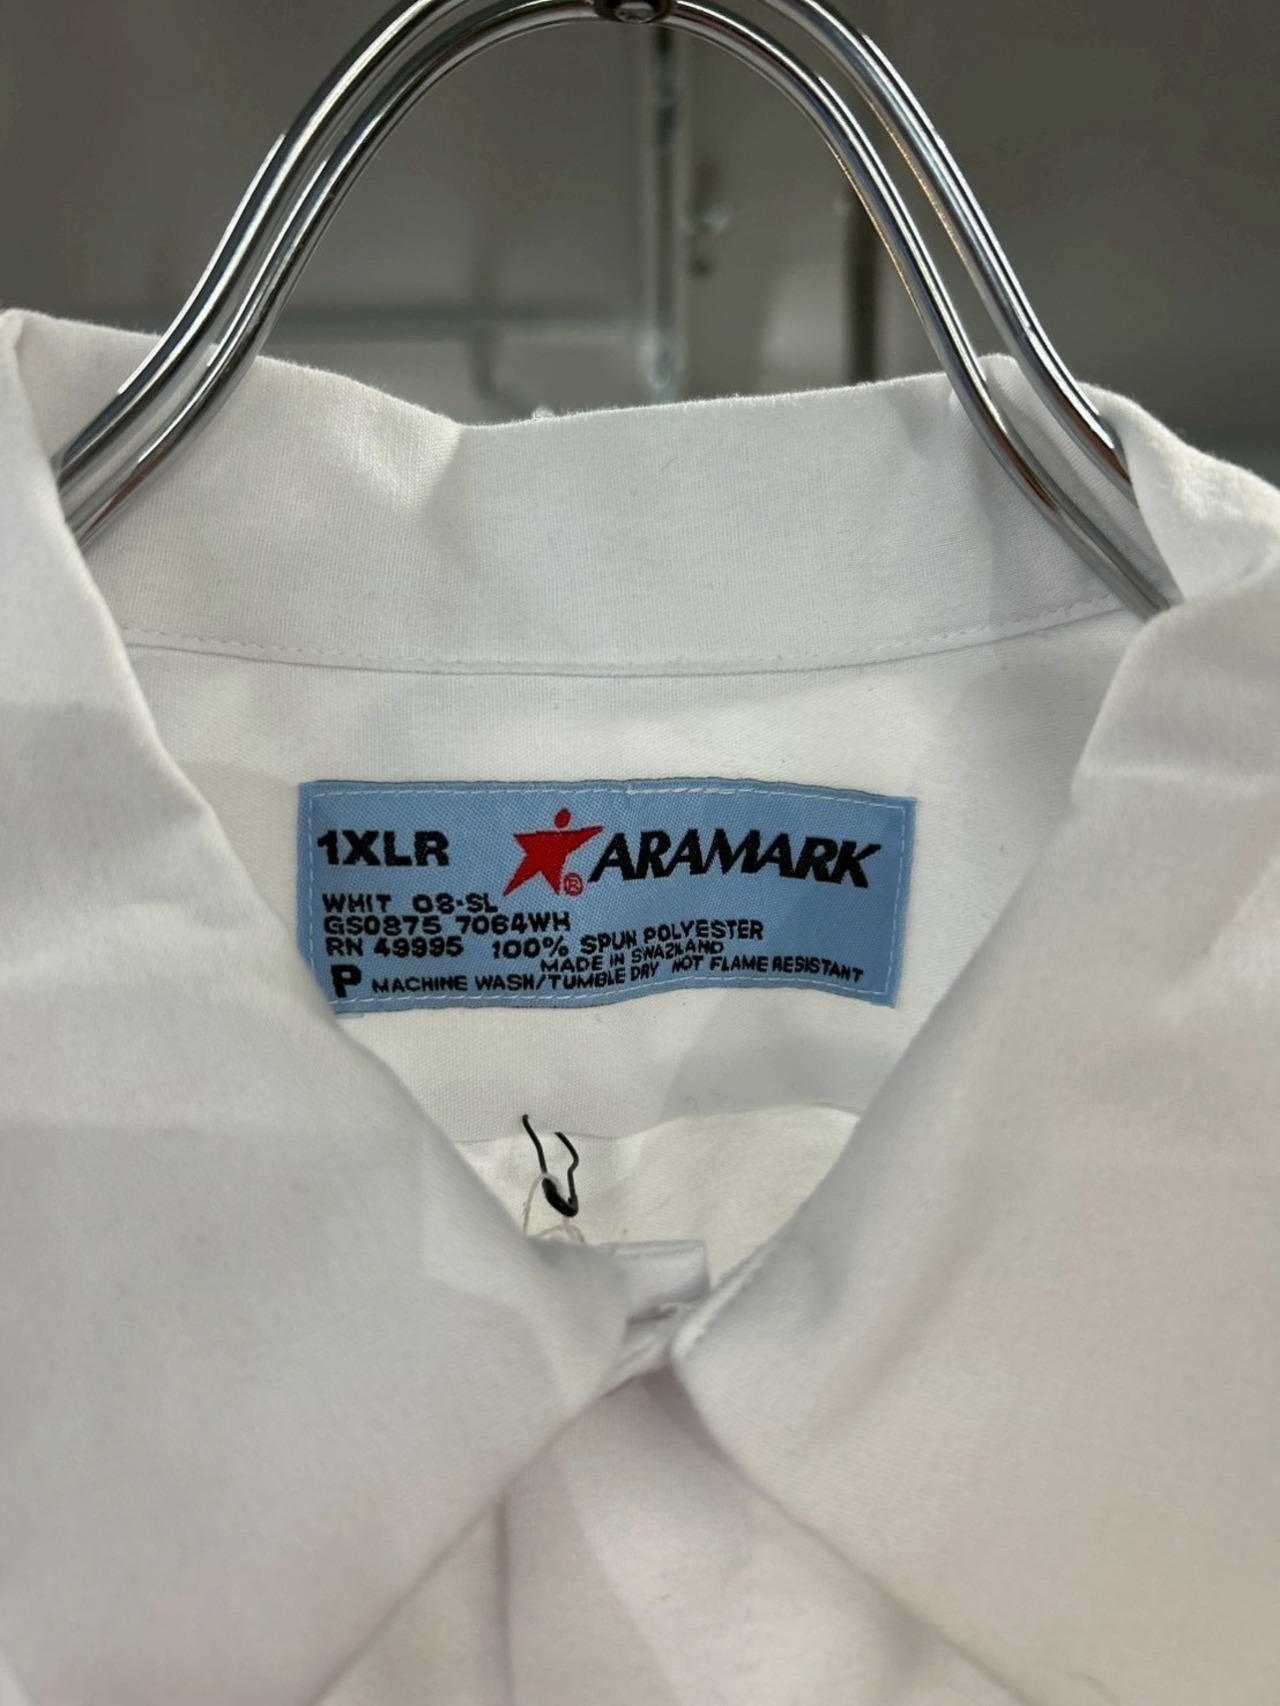 1XLR ARAMARK ®
WHIT 08-SL
GS0875 7064WH
RN 49995 100% SPUN POLYESTER
MADE IN SWAZILAND
P MACHINE WASH/TUMBLE DRY NOT FLAME RESISTANT